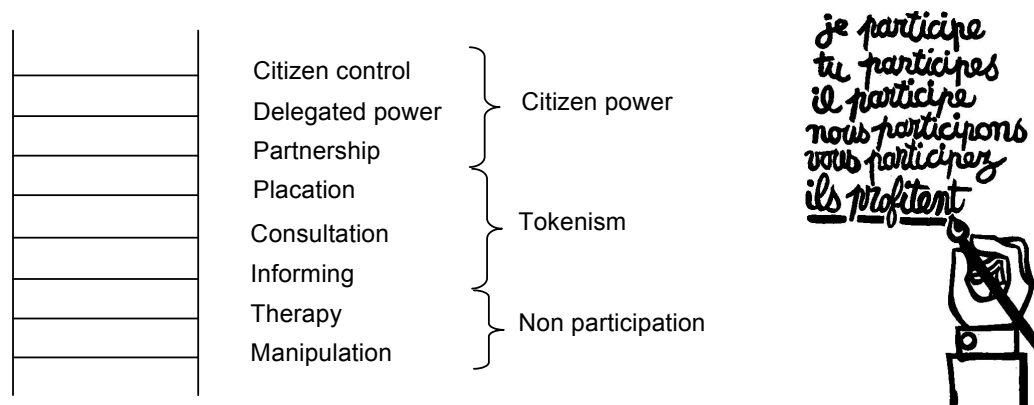 Citizen control
Delegated power
Partnership
Placation
Consultation
Informing
Therapy
Manipulation
Citizen power
Tokenism
Non participation
je participe
tu participes
il participe
nous participons
vous participez
ils profitent